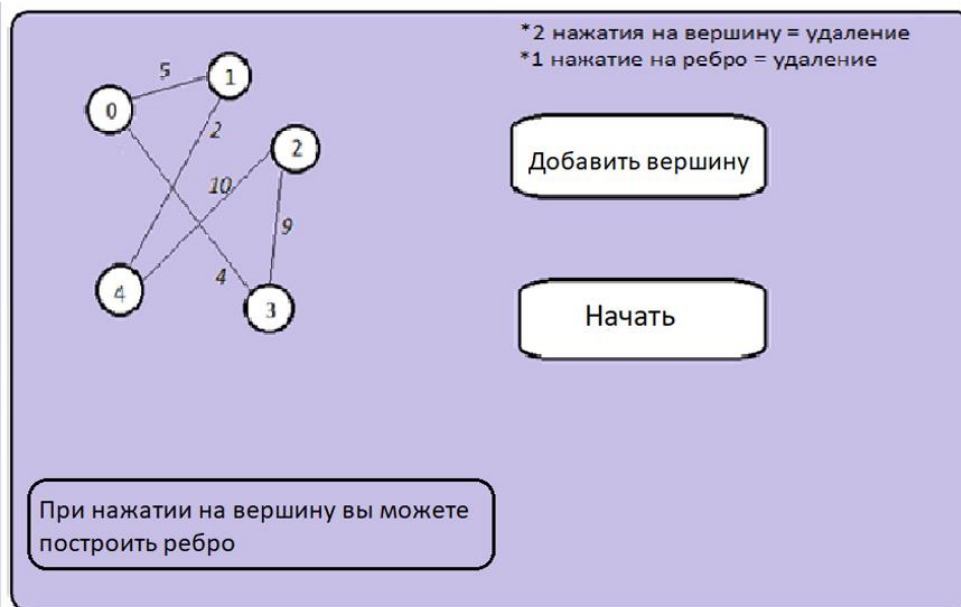 *2 нажатия на вершину = удаление
*1 нажатие на ребро = удаление
5
1
0
2
2
Добавить вершину
10
9
4
4
3
Начать
При нажатии на вершину вы можете
построить ребро